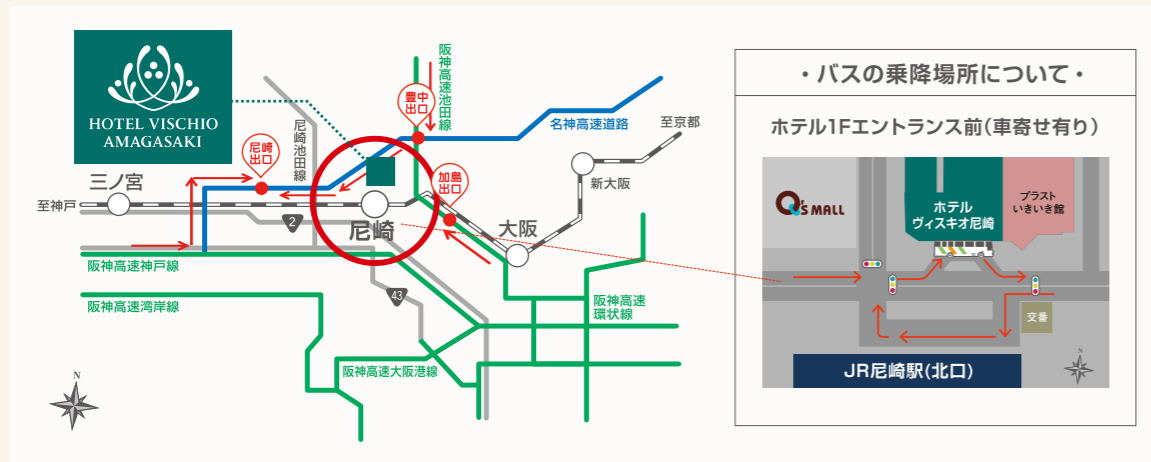 HOTEL VISCHIO
AMAGASAKI
阪神高速池田線
豊中
出口
名神高速道路
至京都
尼崎池田線
尼崎
出口
加島
出口
新大阪
三ノ宮
至神戸
2
尼崎
大阪
阪神高速神戸線
43
阪神高速湾岸線
阪神高速
環状線
阪神高速大阪港線
N
・バスの乗降場所について・
ホテル1Fエントランス前(車寄せ有り)
Q's MALL
ホテル
ヴィスキオ尼崎
プラスト
いきいき館
交番
JR尼崎駅(北口)
N